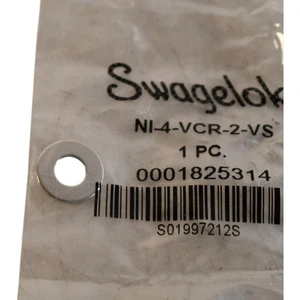 Swagelok
NI-4-VCR-2-VS
1 PC.
0001825314
S01997212S